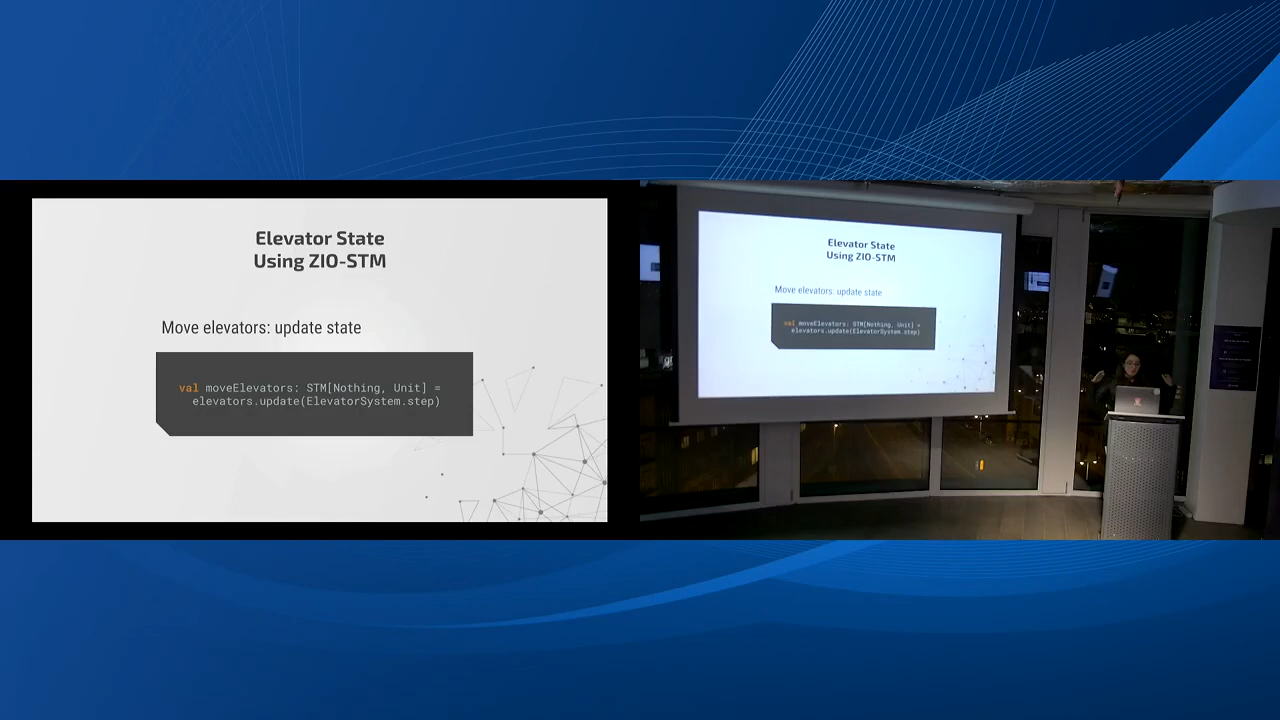 Elevator State
Using ZIO-STM
Move elevators: update state
val moveElevators: STM[Nothing, Unit] =
elevators.update(ElevatorSystem.step)
Elevator State
Using ZIO-STM
Move elevators: update state
val moveElevators: STM[Nothing, Unit] =
elevators.update(ElevatorSystem.step)